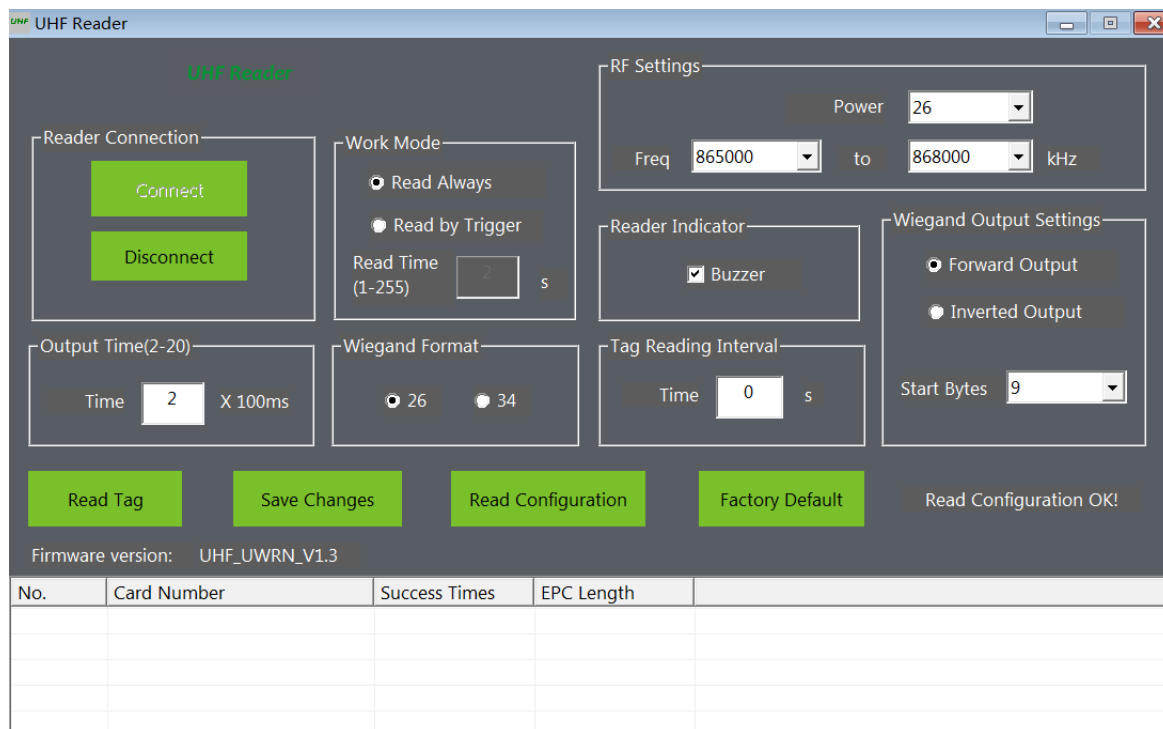 UHF UHF Reader
UHF Reader
RF Settings
Power 26
Freq 865000 to 868000 kHz
Reader Connection
Connect
Disconnect
Work Mode
Read Always
Read by Trigger
Read Time
(1-255) 2 s
Reader Indicator
Buzzer
Wiegand Output Settings
Forward Output
Inverted Output
Start Bytes 9
Output Time(2-20)
Time 2 X 100ms
Wiegand Format
26 34
Tag Reading Interval
Time 0 s
Read Tag Save Changes Read Configuration Factory Default Read Configuration OK!
Firmware version: UHF_UWRN_V1.3
No. Card Number Success Times EPC Length